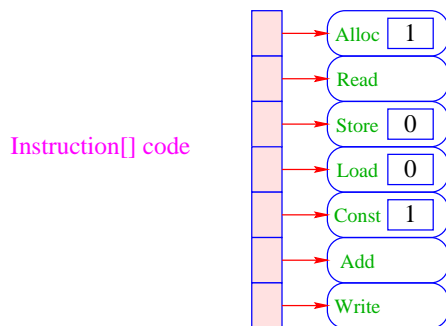 Alloc 1
Read
Store 0
Instruction[] code
Load 0
Const 1
Add
Write